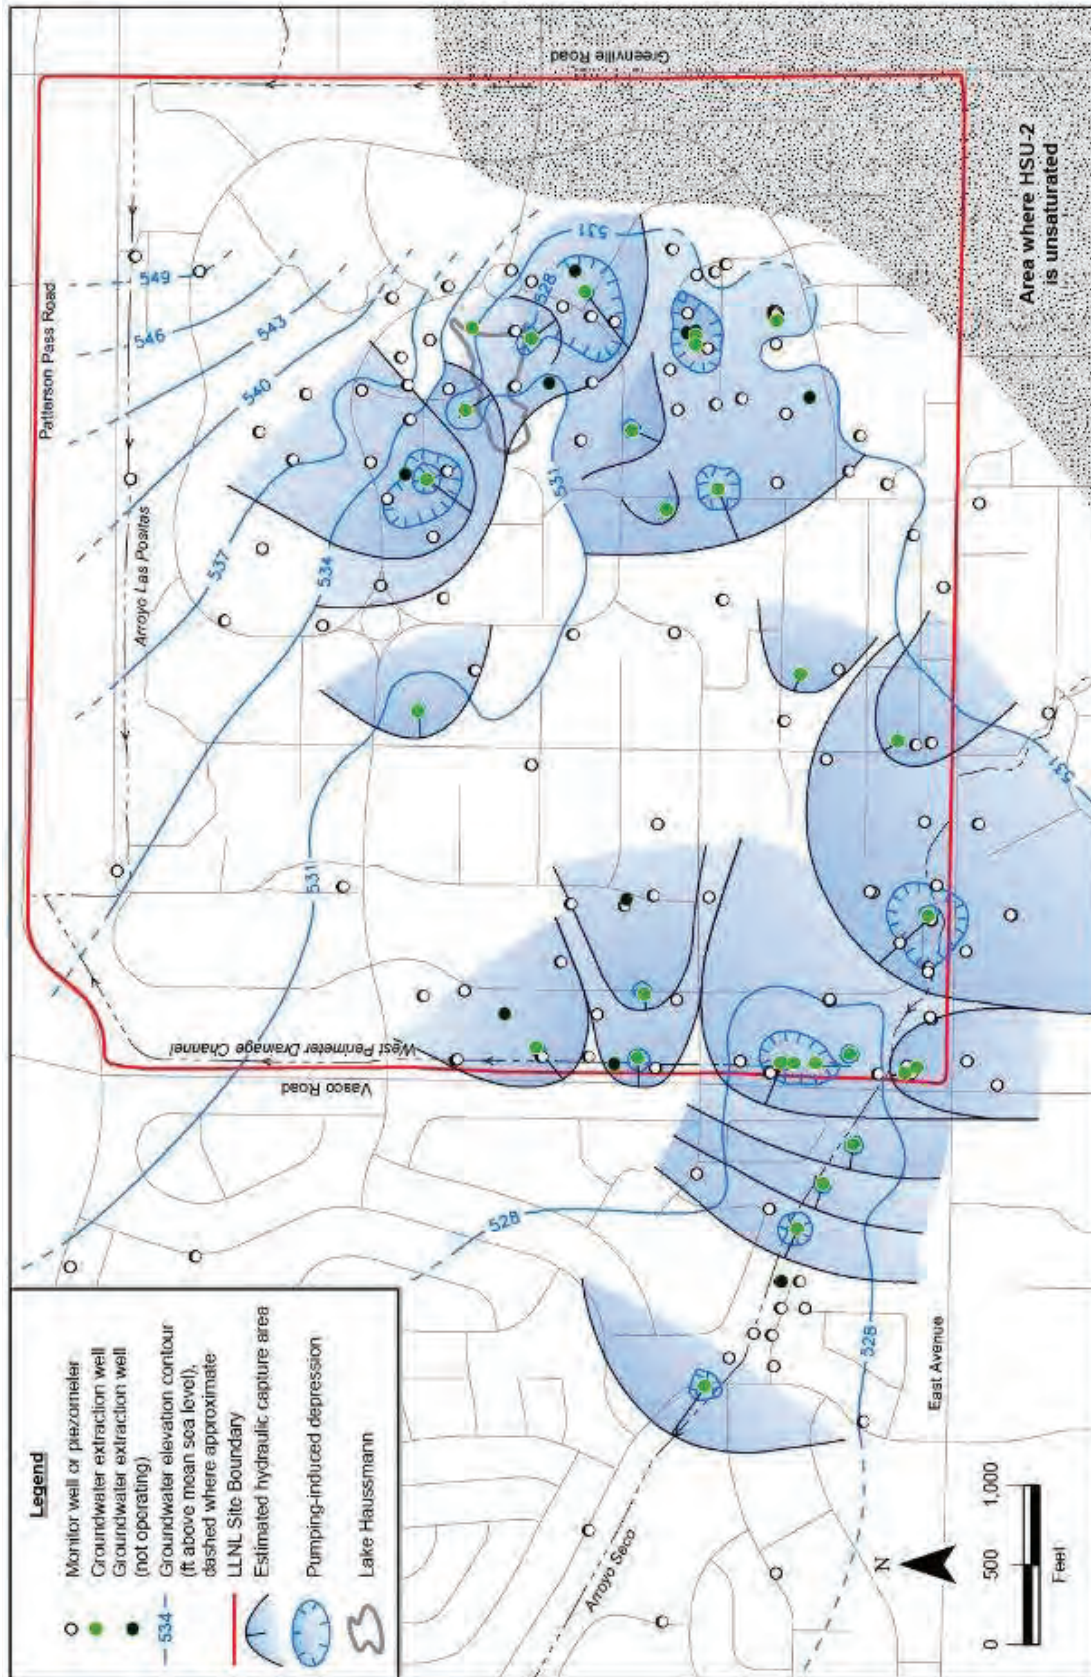 Legend
Monitor well or piezometer
Groundwater extraction well
Groundwater extraction well
(not operating)
534
Groundwater elevation contour
(ft above mean sea level),
dashed where approximate
LLNL Site Boundary
Estimated hydraulic capture area
Pumping-induced depression
Lake Haussmann
Patterson Pass Road
Greenville Road
Arroyo Las Positas
West Perimeter Drainage Channel
Vasco Road
East Avenue
Arroyo Seco
Area where HSU-2
is unsaturated
549
546
543
540
537
534
531
531
531
531
528
528
528
N
0
500
1,000
Feet